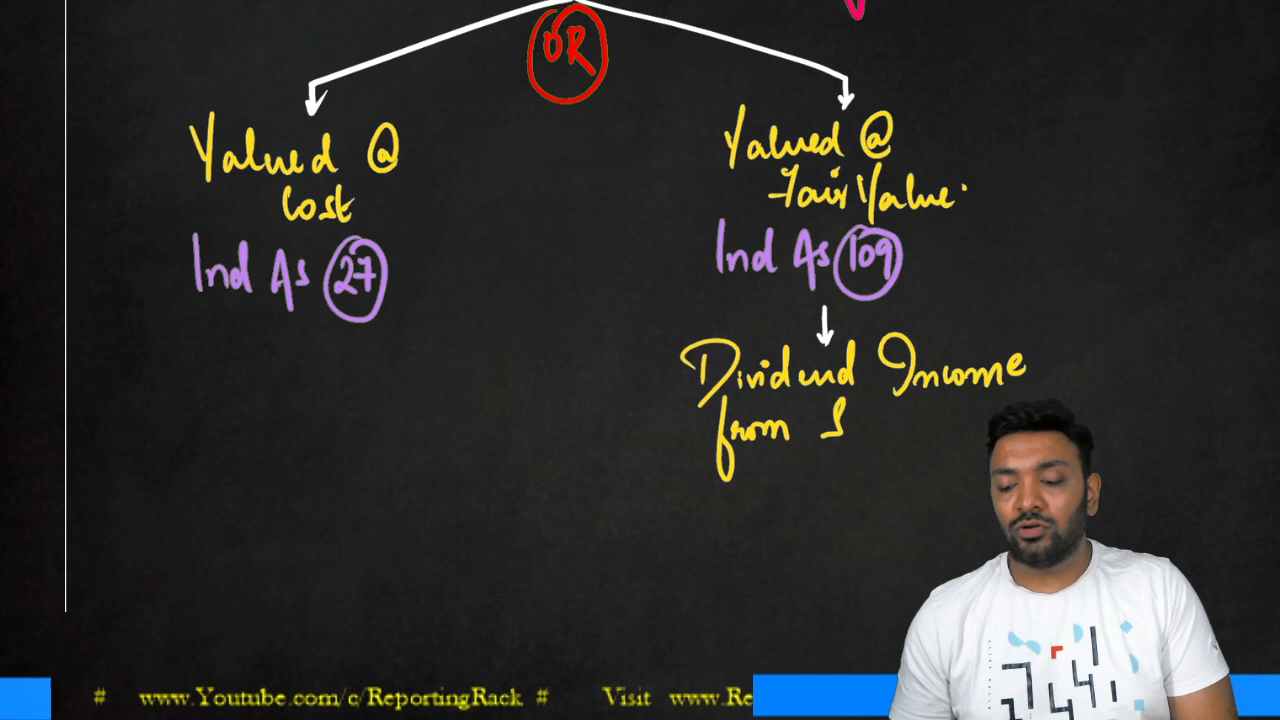 OR
Valued @
Cost
Ind As 27
Valued @
Fair Value.
Ind As 109
Dividend Income
from S
# www.Youtube.com/c/ReportingRack # Visit www.Re